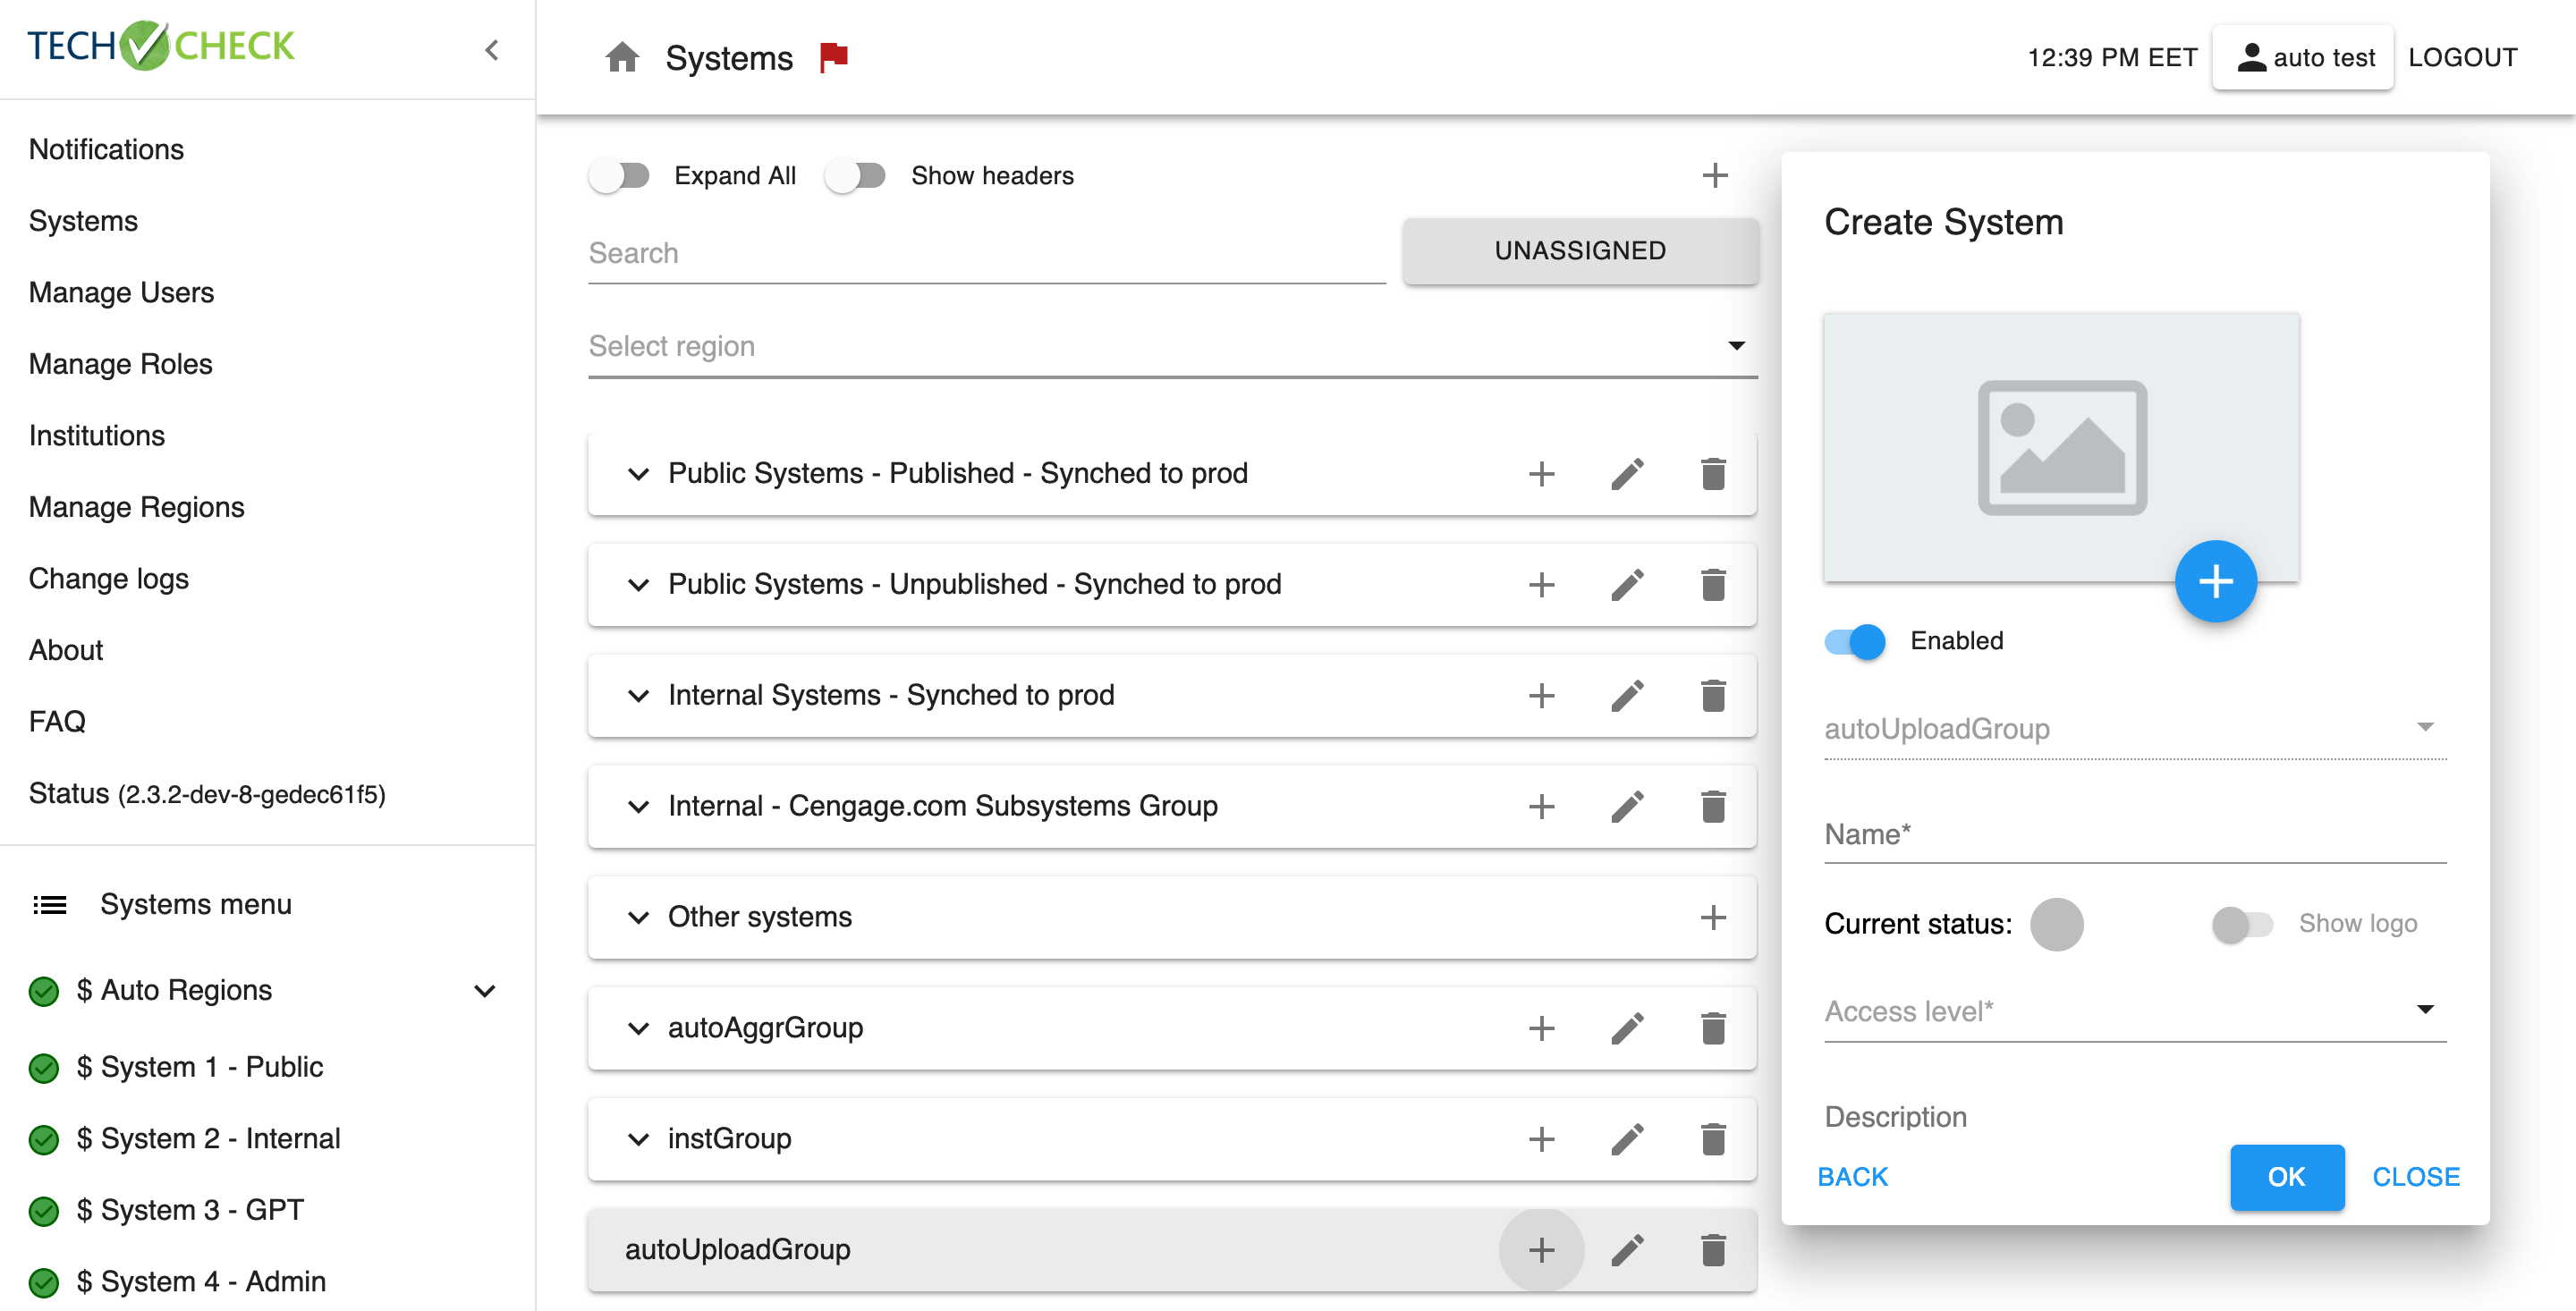 TECH CHECK
Notifications
Systems
Manage Users
Manage Roles
Institutions
Manage Regions
Change logs
About
FAQ
Status (2.3.2-dev-8-gedec61f5)
Systems menu
$ Auto Regions
$ System 1 - Public
$ System 2 - Internal
$ System 3 - GPT
$ System 4 - Admin
Systems
12:39 PM EET
auto test
LOGOUT
Expand All
Show headers
Search
UNASSIGNED
Select region
Public Systems - Published - Synched to prod
Public Systems - Unpublished - Synched to prod
Internal Systems - Synched to prod
Internal - Cengage.com Subsystems Group
Other systems
autoAggrGroup
instGroup
autoUploadGroup
Create System
Enabled
autoUploadGroup
Name*
Current status:
Show logo
Access level*
Description
BACK
OK
CLOSE